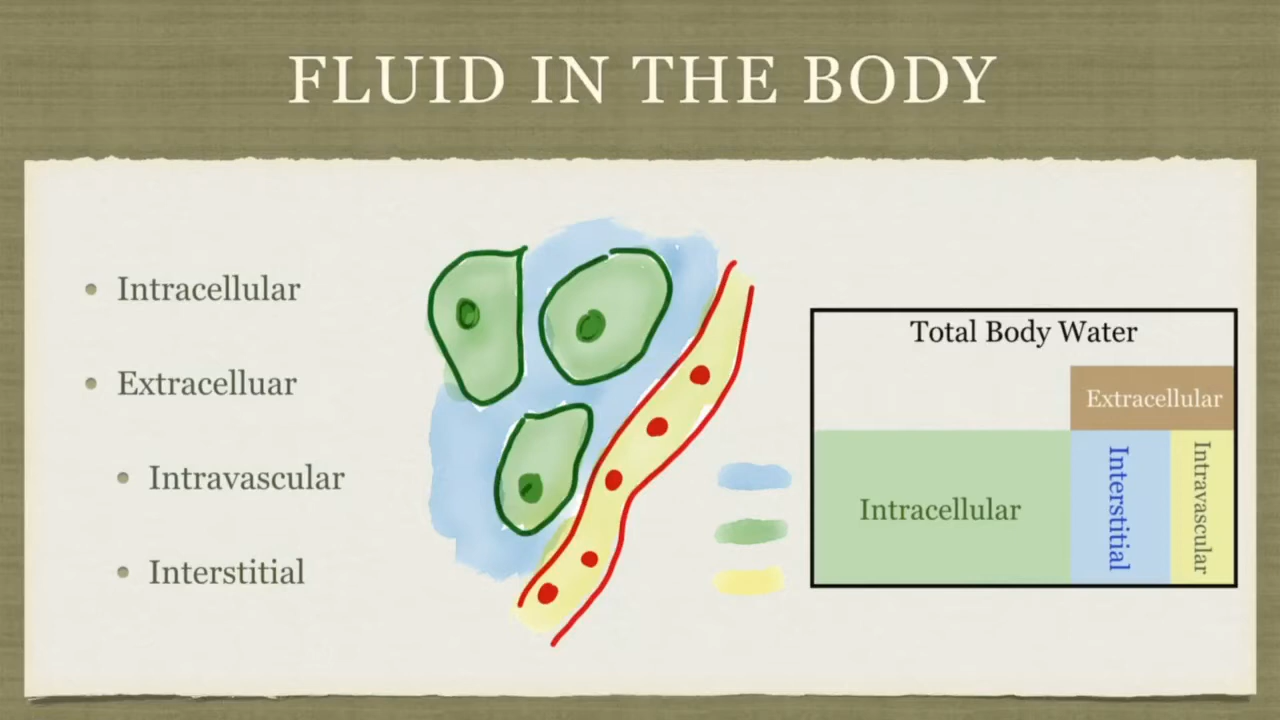 FLUID IN THE BODY
Intracellular
Extracelluar
Intravascular
Interstitial
Total Body Water
Extracellular
Intracellular
Interstitial
Intravascular